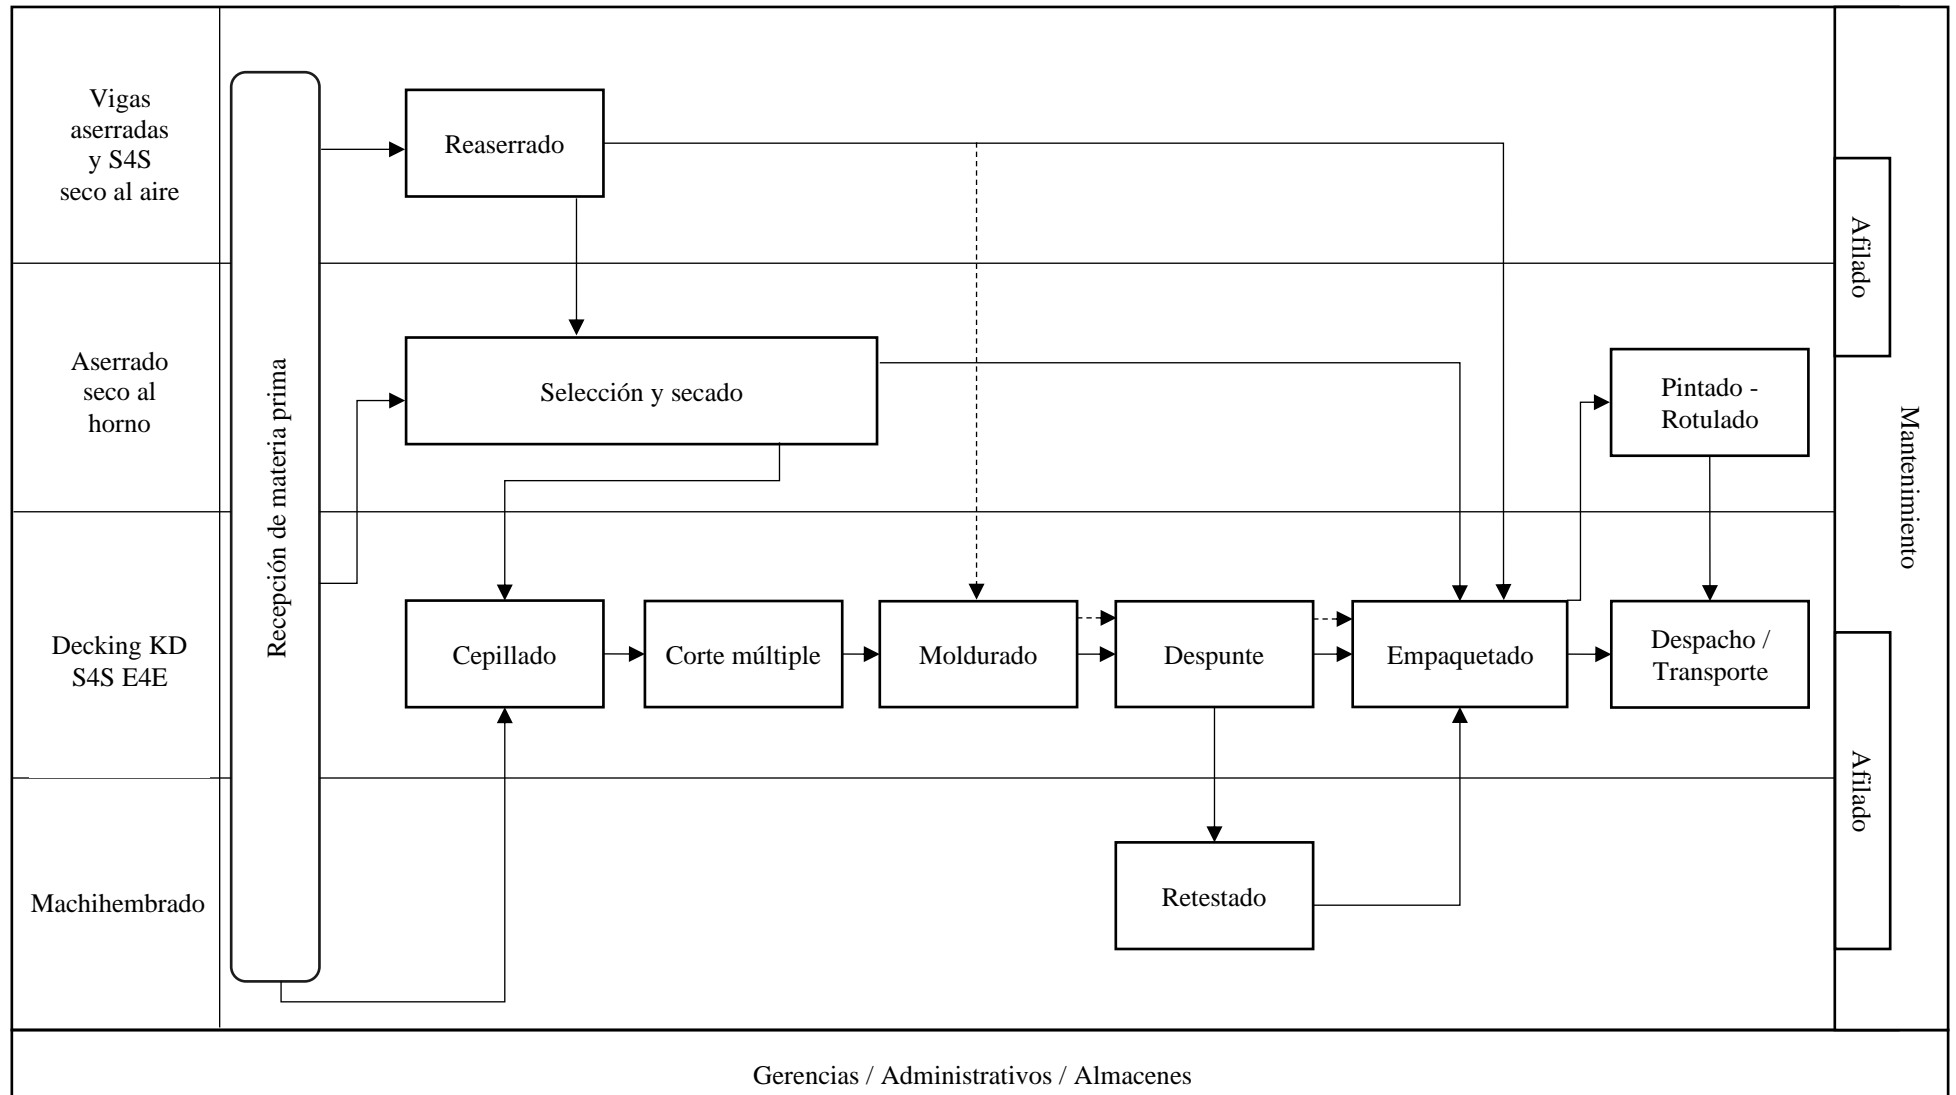 Vigas
aserradas
y S4S
seco al aire
Reaserrado
Afilado
Recepción de materia prima
Aserrado
seco al
horno
Selección y secado
Pintado -
Rotulado
Mantenimiento
Decking KD
S4S E4E
Cepillado
Corte múltiple
Moldurado
Despunte
Empaquetado
Despacho /
Transporte
Afilado
Machihembrado
Retestado
Gerencias / Administrativos / Almacenes